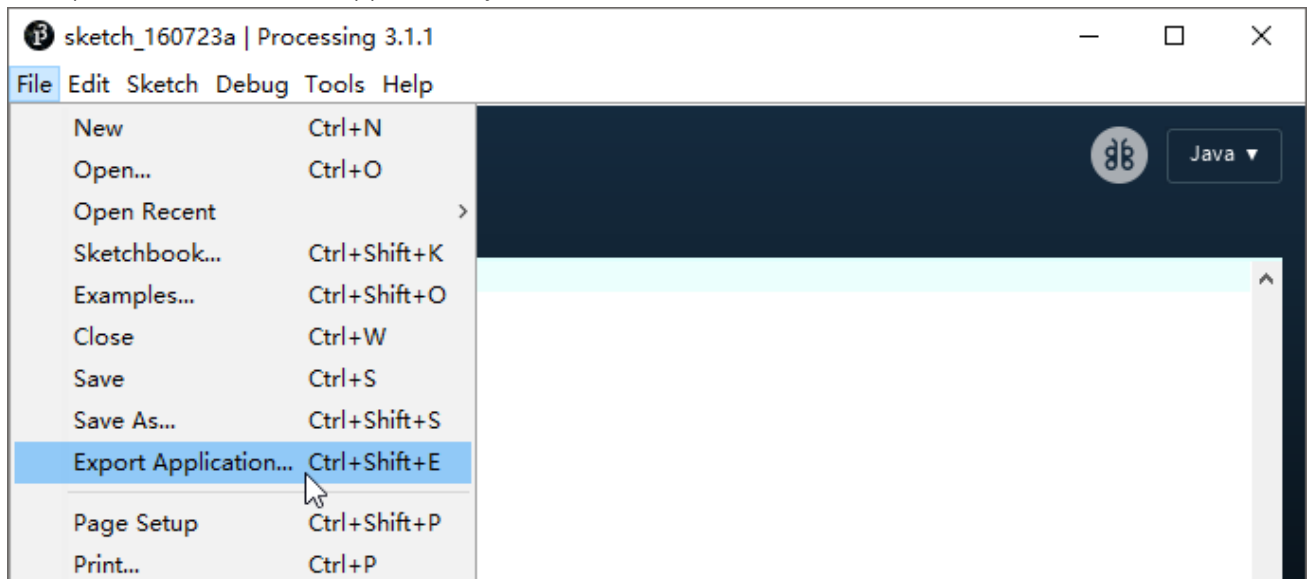 sketch_160723a | Processing 3.1.1
File Edit Sketch Debug Tools Help
New Ctrl+N
Java ▼
Open... Ctrl+O
Open Recent >
Sketchbook... Ctrl+Shift+K
Examples... Ctrl+Shift+O
Close Ctrl+W
Save Ctrl+S
Save As... Ctrl+Shift+S
Export Application... Ctrl+Shift+E
Page Setup Ctrl+Shift+P
Print... Ctrl+P